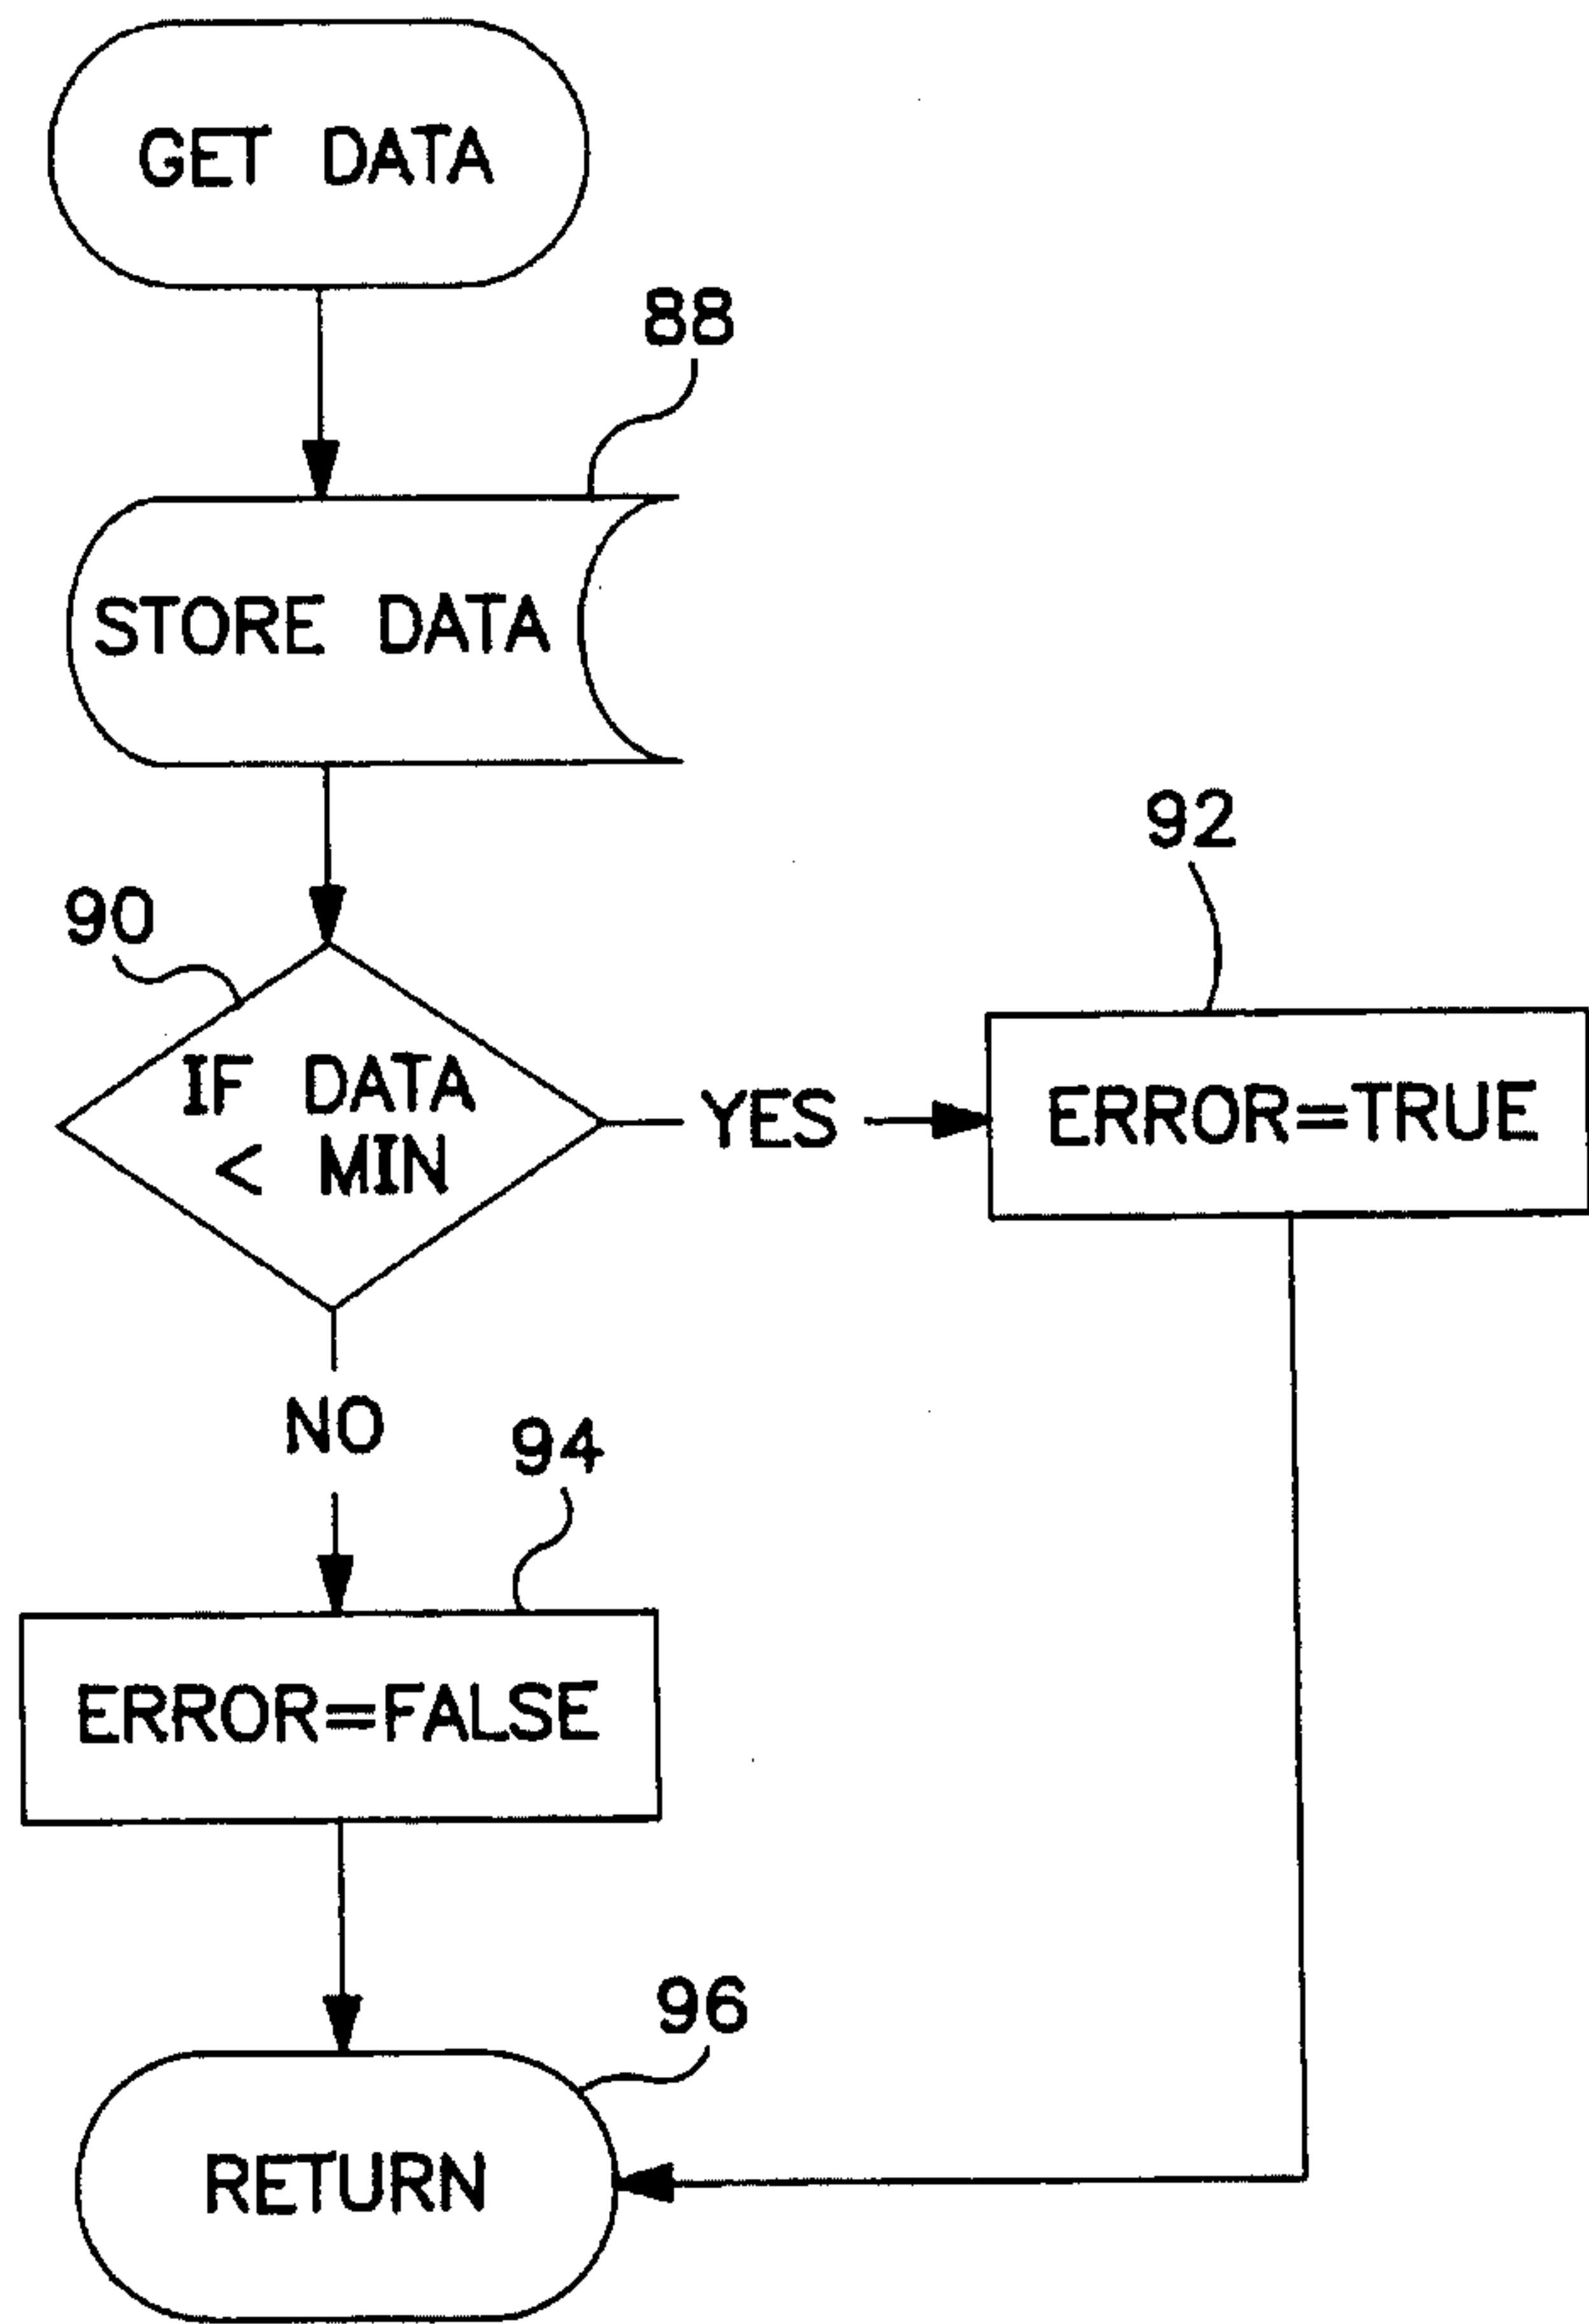 GET DATA
88
STORE DATA
90
IF DATA
< MIN
YES
92
ERROR=TRUE
NO
94
ERROR=FALSE
96
RETURN